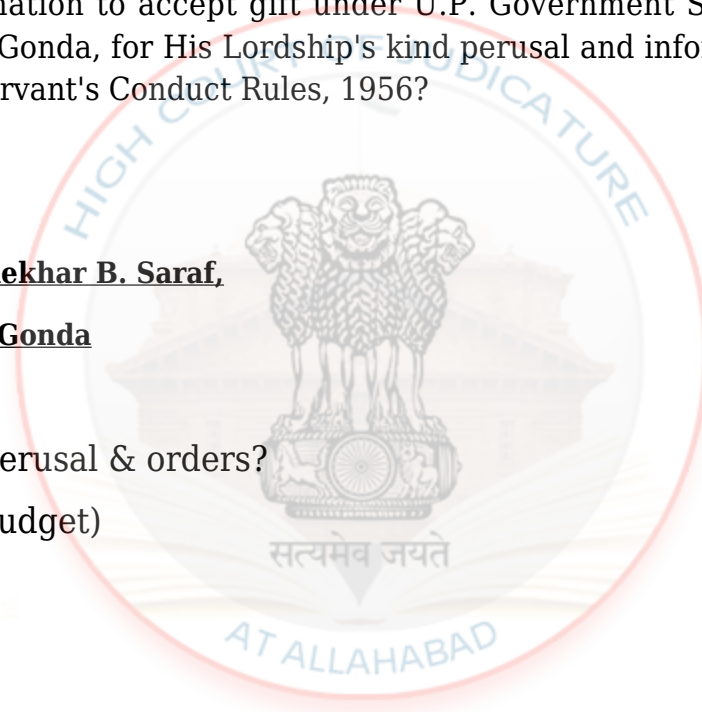 nation to accept gift under U.P. Government S
Gonda, for His Lordship's kind perusal and infor
rvant's Conduct Rules, 1956?
HIGH COURT OF JUDICATURE
ekhar B. Saraf,
Gonda
erusal & orders?
udget)
सत्यमेव जयते
AT ALLAHABAD